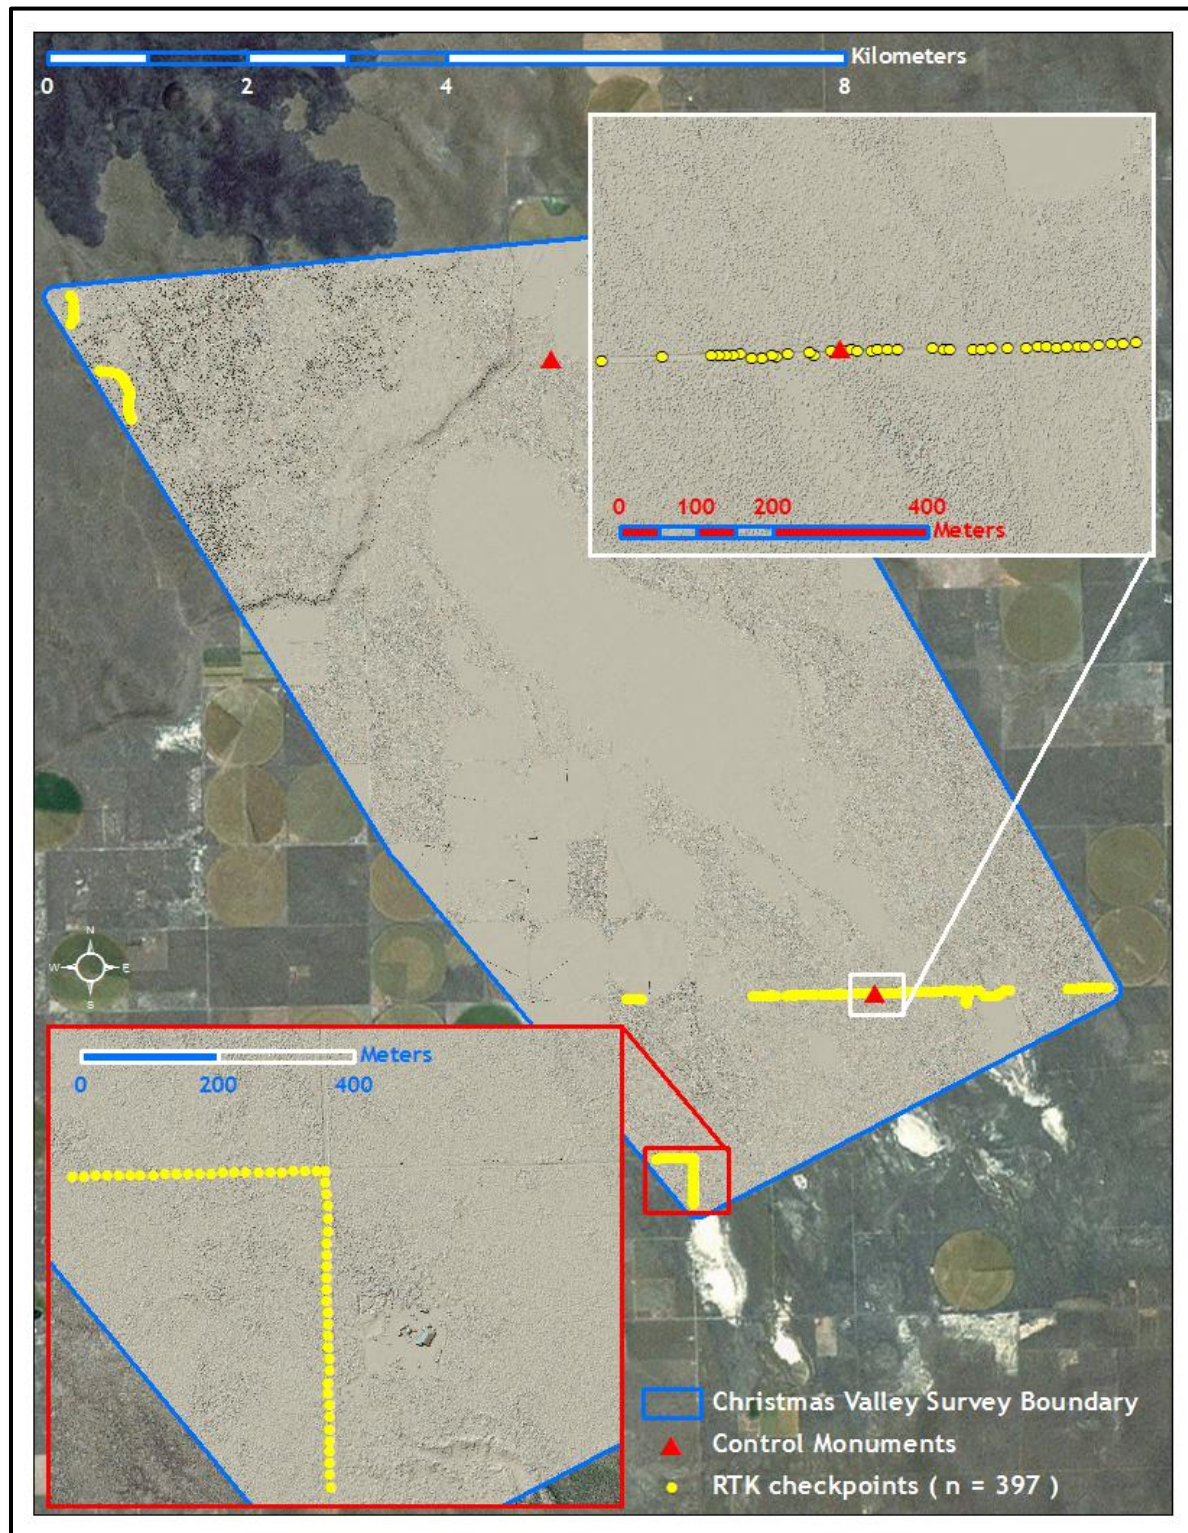 Kilometers
0 2 4 8
0 100 200 400
Meters
N
W E
S
Meters
0 200 400
Christmas Valley Survey Boundary
Control Monuments
RTK checkpoints ( n = 397 )